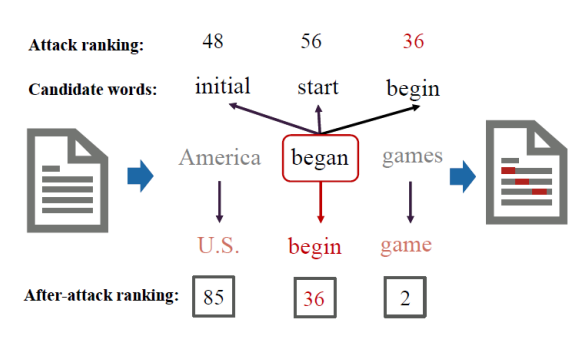 Attack ranking: 48 56 36
Candidate words: initial start begin
America began games
U.S. begin game
After-attack ranking: 85 36 2